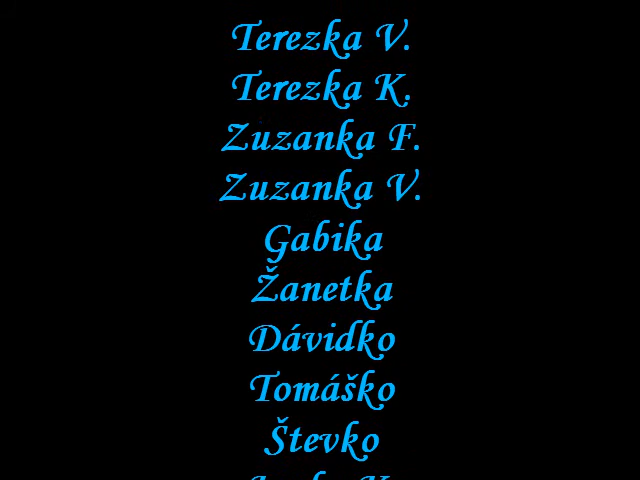 Terezka V.
Terezka K.
Zuzanka F.
Zuzanka V.
Gabika
Žanetka
Dávidko
Tomáško
Števko